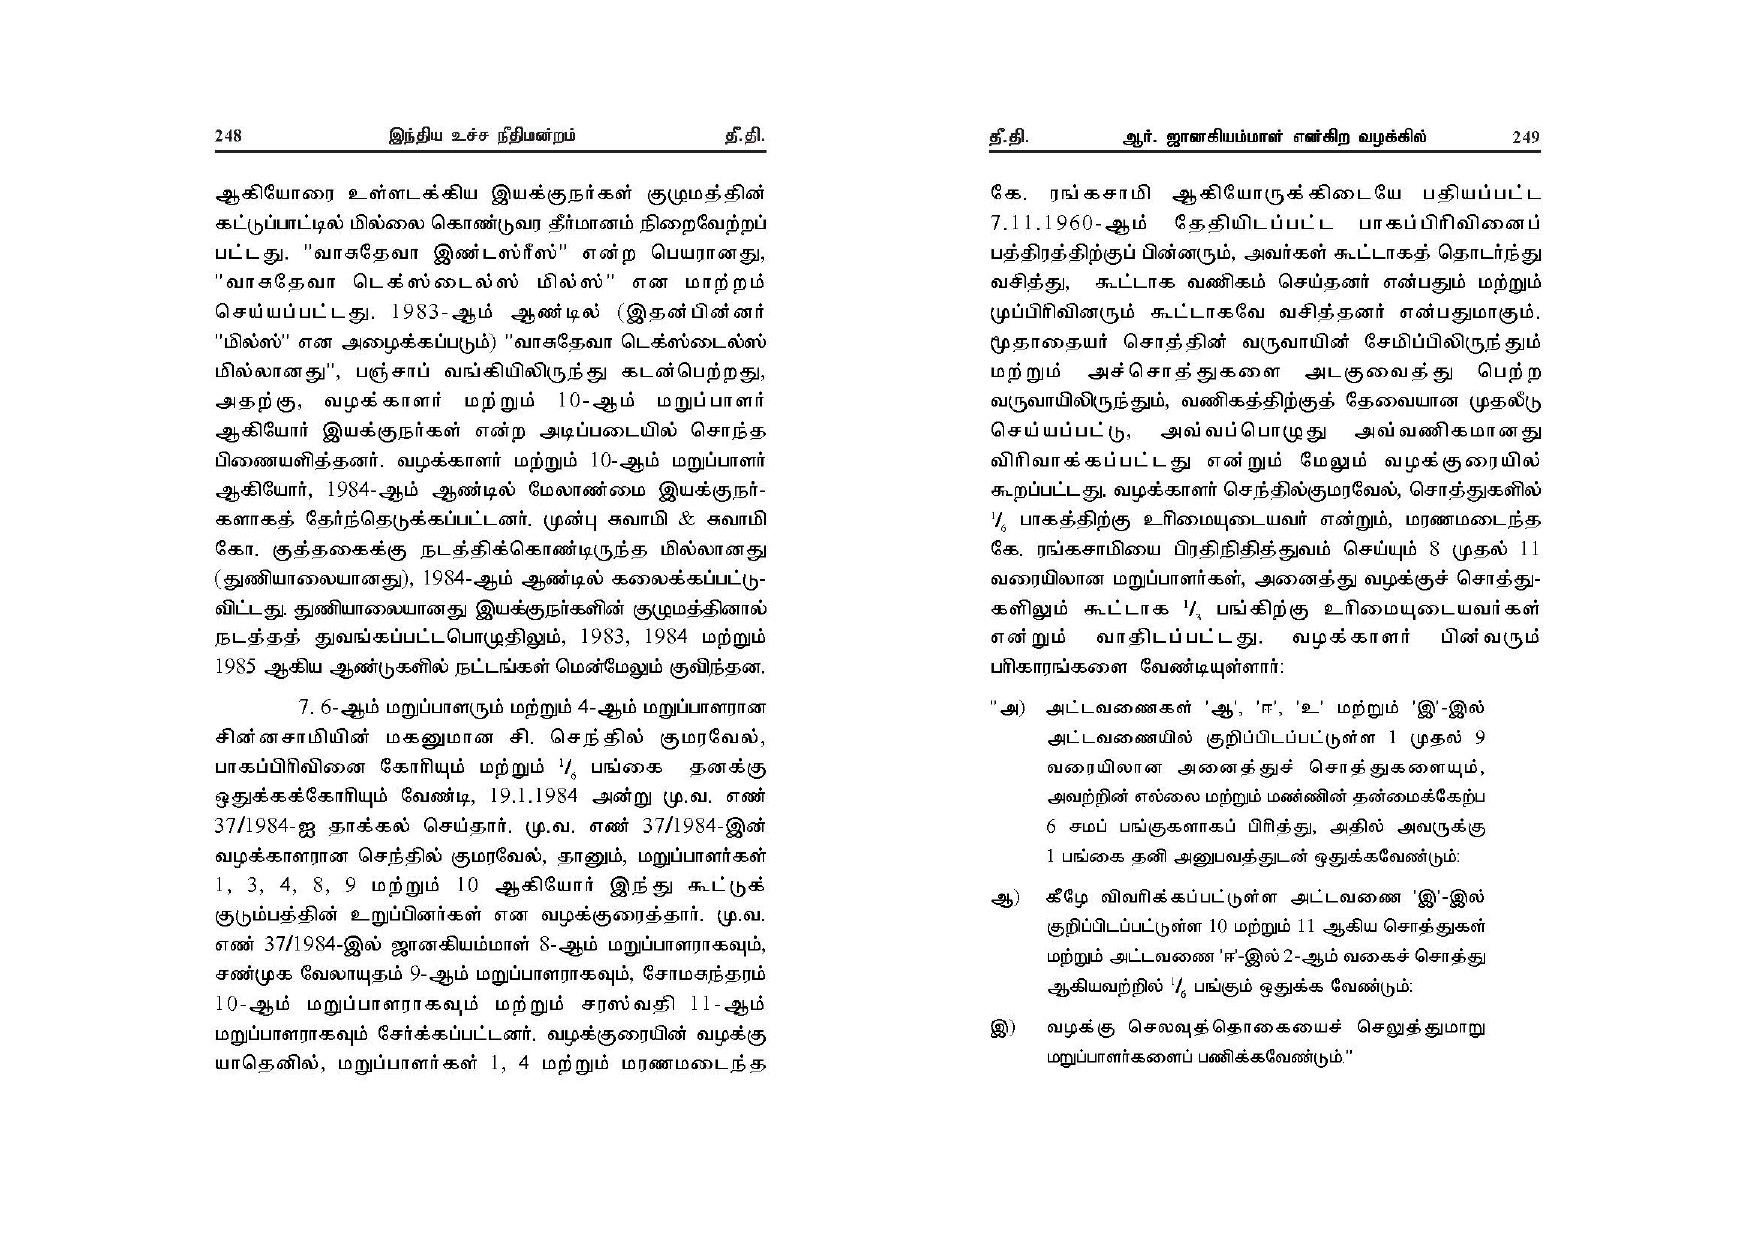 248 இந்திய உச்ச நீதிமன்றம் தீ.தி.
ஆகியோரை உள்ளடக்கிய இயக்குநர்கள் குழுமத்தின்
கட்டுப்பாட்டில் மில்லை கொண்டுவர தீர்மானம் நிறைவேற்றப்
பட்டது. "வாசுதேவா இண்டஸ்ரீஸ்" என்ற பெயரானது,
"வாசுதேவா டெக்ஸ்டைல்ஸ் மில்ஸ்" என மாற்றம்
செய்யப்பட்டது. 1983-ஆம் ஆண்டில் (இதன்பின்னர்
"மில்ஸ்" என அழைக்கப்படும்) "வாசுதேவா டெக்ஸ்டைல்ஸ்
மில்லானது", பஞ்சாப் வங்கியிலிருந்து கடன்பெற்றது,
அதற்கு, வழக்காளர் மற்றும் 10-ஆம் மறுப்பாளர்
ஆகியோர் இயக்குநர்கள் என்ற அடிப்படையில் சொந்த
பிணையளித்தனர். வழக்காளர் மற்றும் 10-ஆம் மறுப்பாளர்
ஆகியோர், 1984-ஆம் ஆண்டில் மேலாண்மை இயக்குநர்-
களாகத் தேர்ந்தெடுக்கப்பட்டனர். முன்பு சுவாமி & சுவாமி
கோ. குத்தகைக்கு நடத்திக்கொண்டிருந்த மில்லானது
(துணியாலையானது), 1984-ஆம் ஆண்டில் கலைக்கப்பட்டு-
விட்டது. துணியாலையானது இயக்குநர்களின் குழுமத்தினால்
நடத்தத் துவங்கப்பட்டபொழுதிலும், 1983, 1984 மற்றும்
1985 ஆகிய ஆண்டுகளில் நட்டங்கள் மென்மேலும் குவிந்தன.
7. 6-ஆம் மறுப்பாளரும் மற்றும் 4-ஆம் மறுப்பாளரான
சின்னசாமியின் மகனுமான சி. செந்தில் குமரவேல்,
பாகப்பிரிவினை கோரியும் மற்றும் 1/6 பங்கை தனக்கு
ஒதுக்கக்கோரியும் வேண்டி, 19.1.1984 அன்று மு.வ. எண்
37/1984-ஐ தாக்கல் செய்தார். மு.வ. எண் 37/1984-இன்
வழக்காளரான செந்தில் குமரவேல், தானும், மறுப்பாளர்கள்
1, 3, 4, 8, 9 மற்றும் 10 ஆகியோர் இந்து கூட்டுக்
குடும்பத்தின் உறுப்பினர்கள் என வழக்குரைத்தார். மு.வ.
எண் 37/1984-இல் ஜானகியம்மாள் 8-ஆம் மறுப்பாளராகவும்,
சண்முக வேலாயுதம் 9-ஆம் மறுப்பாளராகவும், சோமசுந்தரம்
10-ஆம் மறுப்பாளராகவும் மற்றும் சரஸ்வதி 11-ஆம்
மறுப்பாளராகவும் சேர்க்கப்பட்டனர். வழக்குரையின் வழக்கு
யாதெனில், மறுப்பாளர்கள் 1, 4 மற்றும் மரணமடைந்த
தீ.தி. ஆர். ஜானகியம்மாள் என்கிற வழக்கில் 249
கே. ரங்கசாமி ஆகியோருக்கிடையே பதியப்பட்ட
7.11.1960-ஆம் தேதியிடப்பட்ட பாகப்பிரிவினைப்
பத்திரத்திற்குப் பின்னரும், அவர்கள் கூட்டாகத் தொடர்ந்து
வசித்து, கூட்டாக வணிகம் செய்தனர் என்பதும் மற்றும்
முப்பிரிவினரும் கூட்டாகவே வசித்தனர் என்பதுமாகும்.
மூதாதையர் சொத்தின் வருவாயின் சேமிப்பிலிருந்தும்
மற்றும் அச்சொத்துகளை அடகுவைத்து பெற்ற
வருவாயிலிருந்தும், வணிகத்திற்குத் தேவையான முதலீடு
செய்யப்பட்டு, அவ்வப்பொழுது அவ்வணிகமானது
விரிவாக்கப்பட்டது என்றும் மேலும் வழக்குரையில்
கூறப்பட்டது. வழக்காளர் செந்தில்குமரவேல், சொத்துகளில்
1/6 பாகத்திற்கு உரிமையுடையவர் என்றும், மரணமடைந்த
கே. ரங்கசாமியை பிரதிநிதித்துவம் செய்யும் 8 முதல் 11
வரையிலான மறுப்பாளர்கள், அனைத்து வழக்குச் சொத்து-
களிலும் கூட்டாக 1/3 பங்கிற்கு உரிமையுடையவர்கள்
என்றும் வாதிடப்பட்டது. வழக்காளர் பின்வரும்
பரிகாரங்களை வேண்டியுள்ளார்:
"அ) அட்டவணைகள் 'ஆ', 'ஈ', 'உ' மற்றும் 'இ'-இல்
அட்டவணையில் குறிப்பிடப்பட்டுள்ள 1 முதல் 9
வரையிலான அனைத்துச் சொத்துகளையும்,
அவற்றின் எல்லை மற்றும் மண்ணின் தன்மைக்கேற்ப
6 சமப் பங்குகளாகப் பிரித்து, அதில் அவருக்கு
1 பங்கை தனி அனுபவத்துடன் ஒதுக்கவேண்டும்:
ஆ) கீழே விவரிக்கப்பட்டுள்ள அட்டவணை 'இ'-இல்
குறிப்பிடப்பட்டுள்ள 10 மற்றும் 11 ஆகிய சொத்துகள்
மற்றும் அட்டவணை 'ஈ'-இல் 2-ஆம் வகைச் சொத்து
ஆகியவற்றில் 1/6 பங்கும் ஒதுக்க வேண்டும்:
இ) வழக்கு செலவுத்தொகையைச் செலுத்துமாறு
மறுப்பாளர்களைப் பணிக்கவேண்டும்."